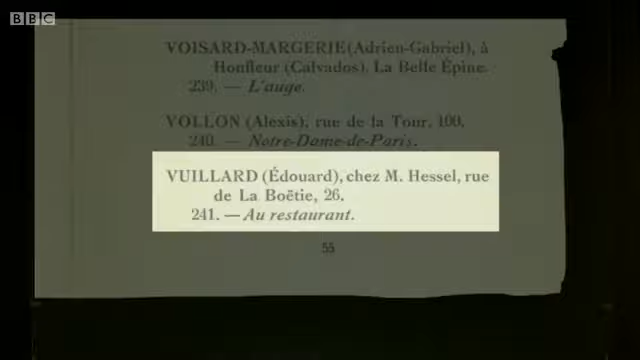 BBC
VOISARD-MARGERIE (Adrien-Gabriel), à
Honfleur (Calvados), La Belle Épine.
239. — L'auge.
VOLLON (Alexis), rue de la Tour, 109.
240. — Notre-Dame-de-Paris.
VUILLARD (Édouard), chez M. Hessel, rue
de La Boëtie, 26.
241. — Au restaurant.
55